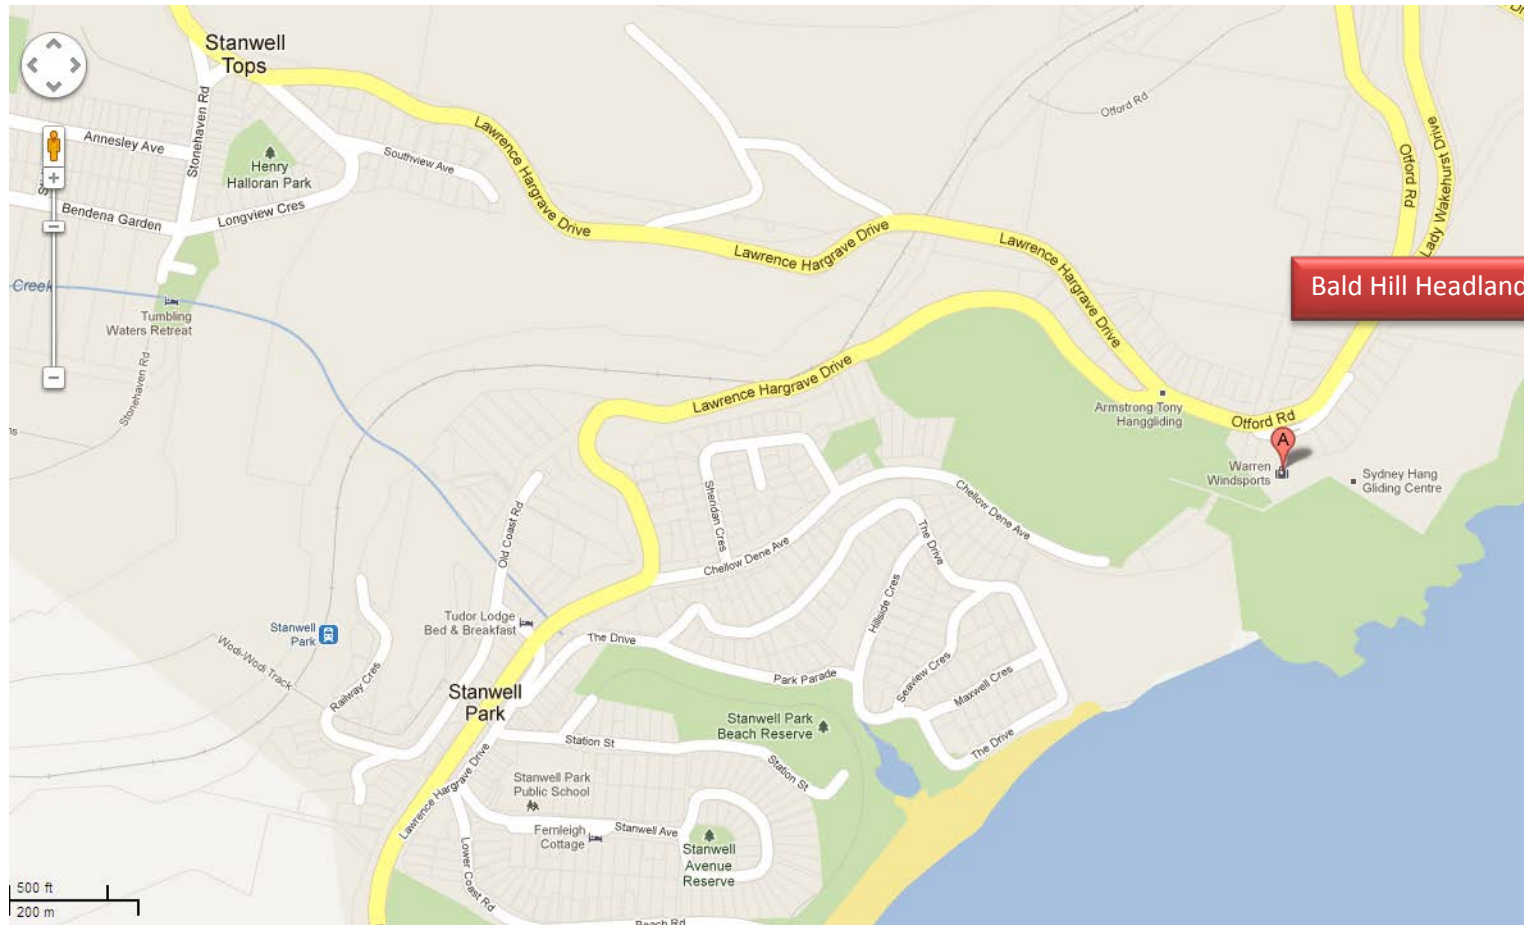 Stanwell
Tops
Annesley Ave
Stonehaven Rd
Henry
Halloran Park
Southview Ave
Bendena Garden
Longview Cres
Creek
Tumbling
Waters Retreat
Stonehaven Rd
Lawrence Hargrave Drive
Lawrence Hargrave Drive
Lawrence Hargrave Drive
Otford Rd
Otford Rd
Lady Wakehurst Drive
Bald Hill Headland
Lawrence Hargrave Drive
Armstrong Tony
Hanggliding
Otford Rd
A
Warren
Windsports
Sydney Hang
Gliding Centre
Sheridan Cres
Chellow Dene Ave
Chellow Dene Ave
Old Coast Rd
The Drive
Hillside Cres
Tudor Lodge
Bed & Breakfast
Stanwell
Park
Wodi-Wodi Track
Railway Cres
The Drive
Park Parade
Seaview Cres
Maxwell Cres
Stanwell
Park
Stanwell Park
Beach Reserve
The Drive
Station St
Station St
Lawrence Hargrave Drive
Stanwell Park
Public School
Fernleigh
Cottage
Stanwell Ave
Stanwell
Avenue
Reserve
Lower Coast Rd
Beach Rd
500 ft
200 m